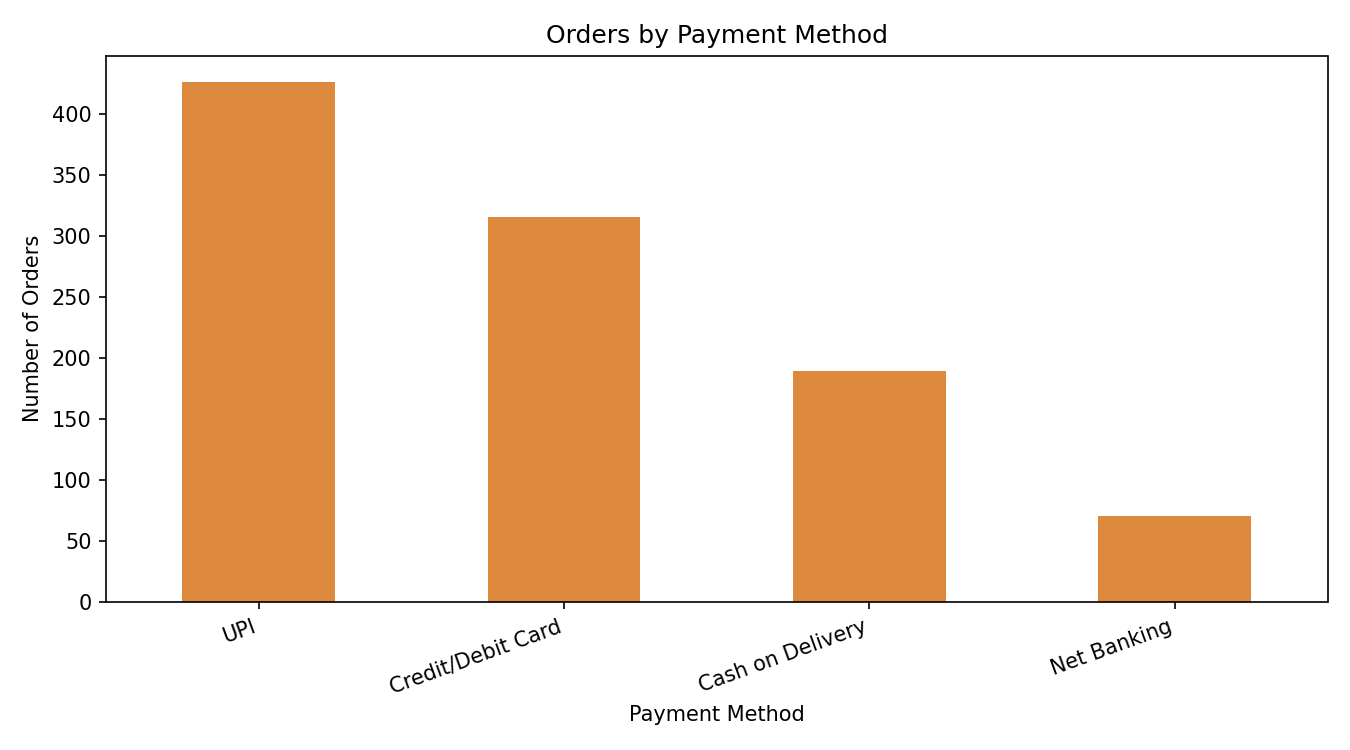 Orders by Payment Method
Number of Orders
400
350
300
250
200
150
100
50
0
UPI
Credit/Debit Card
Cash on Delivery
Net Banking
Payment Method